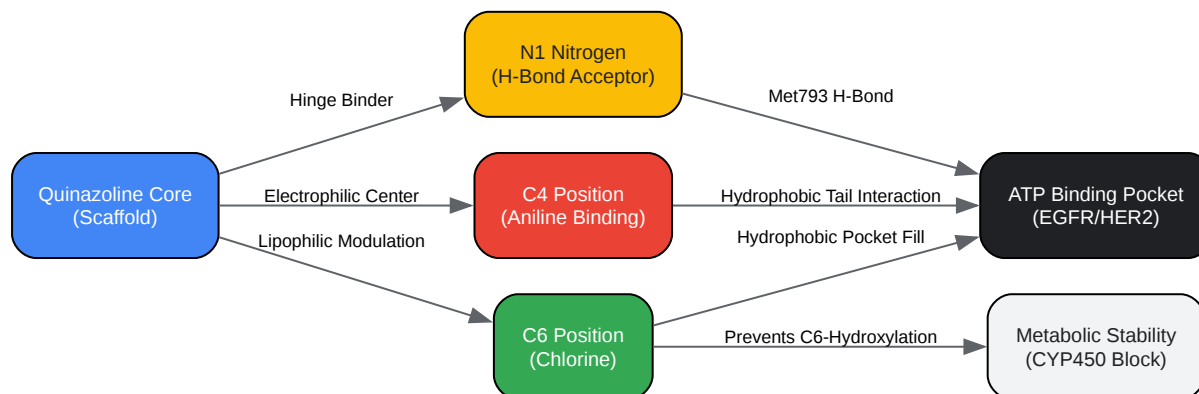 N1 Nitrogen
(H-Bond Acceptor)
Hinge Binder
Met793 H-Bond
Quinazoline Core
(Scaffold)
Electrophilic Center
C4 Position
(Aniline Binding)
Hydrophobic Tail Interaction
ATP Binding Pocket
(EGFR/HER2)
Lipophilic Modulation
Hydrophobic Pocket Fill
C6 Position
(Chlorine)
Prevents C6-Hydroxylation
Metabolic Stability
(CYP450 Block)